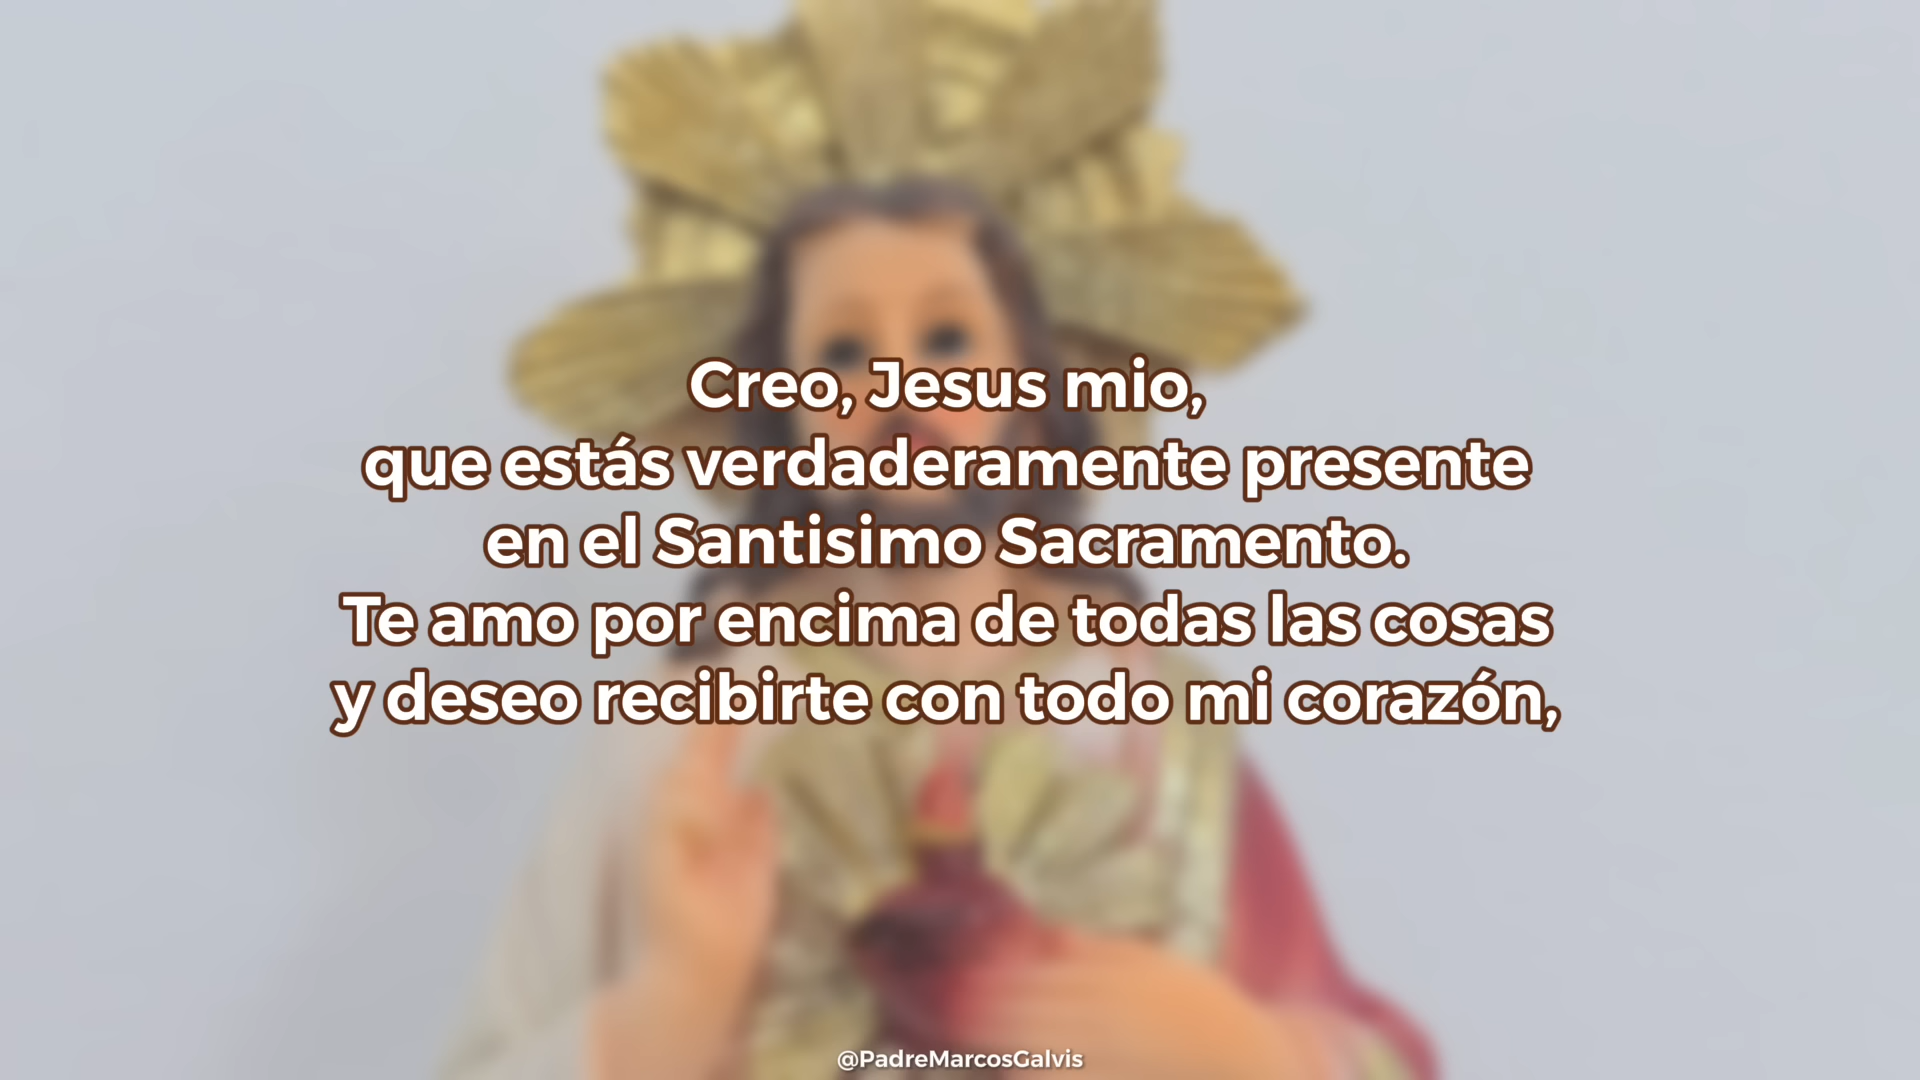 Creo, Jesus mio,
que estás verdaderamente presente
en el Santisimo Sacramento.
Te amo por encima de todas las cosas
y deseo recibirte con todo mi corazón,
@PadreMarcosGalvis